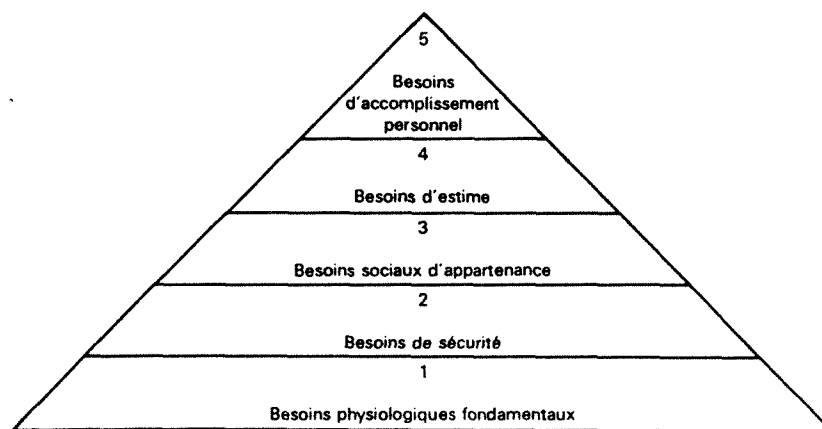 5
Besoins
d'accomplissement
personnel
4
Besoins d'estime
3
Besoins sociaux d'appartenance
2
Besoins de sécurité
1
Besoins physiologiques fondamentaux